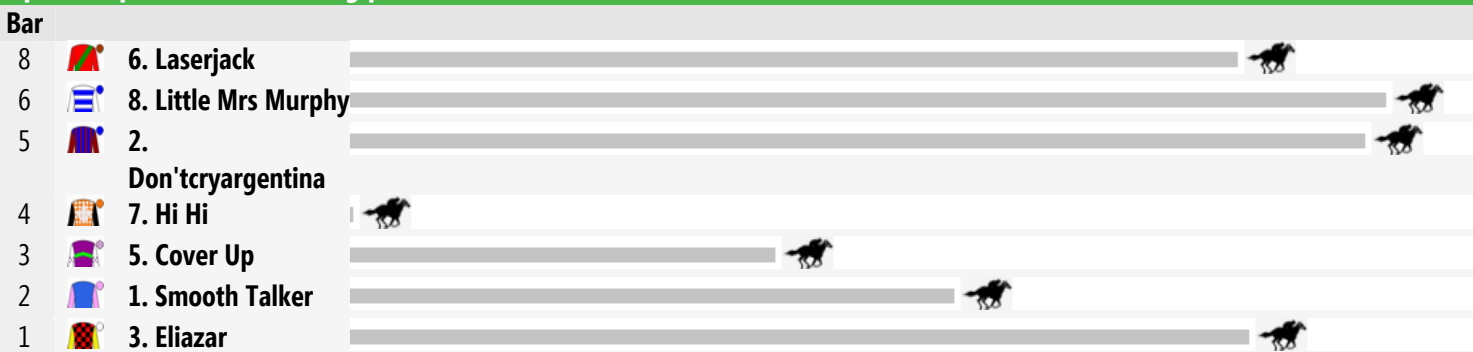 Bar
8 6. Laserjack
6 8. Little Mrs Murphy
5 2.
Don'tcryargentina
4 7. Hi Hi
3 5. Cover Up
2 1. Smooth Talker
1 3. Eliazar